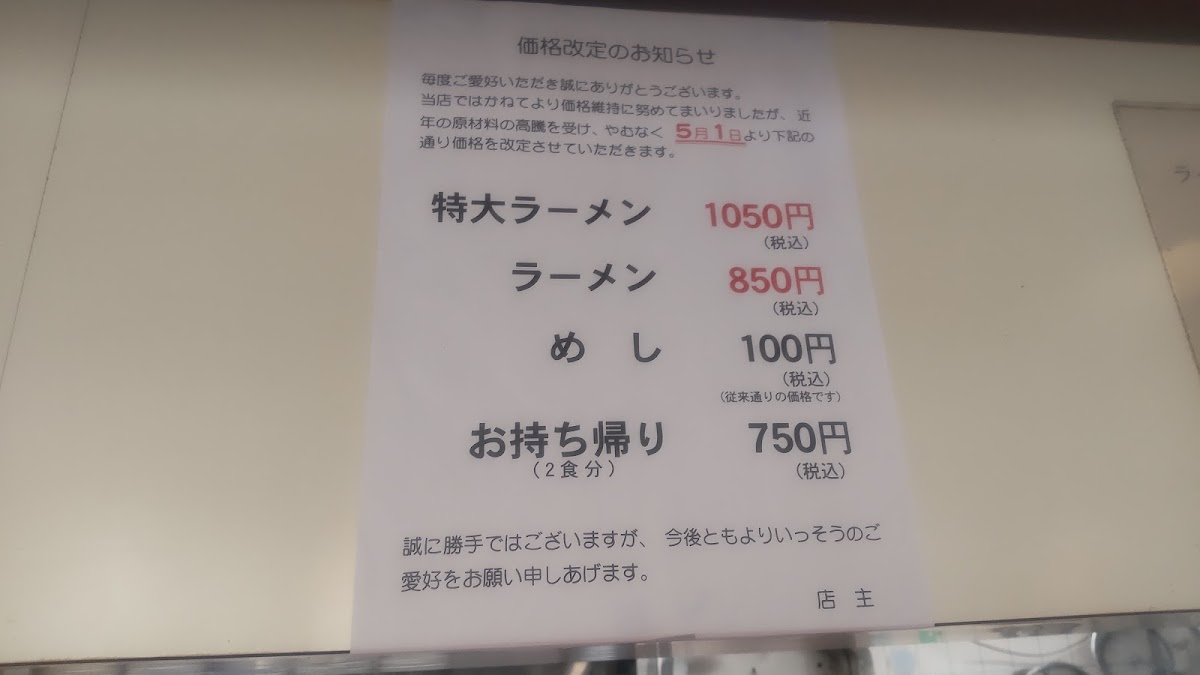 価格改定のお知らせ
毎度ご愛好いただき誠にありがとうございます。
当店ではかねてより価格維持に努めてまいりましたが、近
年の原材料の高騰を受け、やむなく 5月1日より下記の
通り価格を改定させていただきます。
特大ラーメン 1050円
(税込)
ラーメン 850円
(税込)
めし 100円
(税込)
(従来通りの価格です)
お持ち帰り 750円
(2食分) (税込)
誠に勝手ではございますが、今後ともよりいっそうのご
愛好をお願い申しあげます。
店主